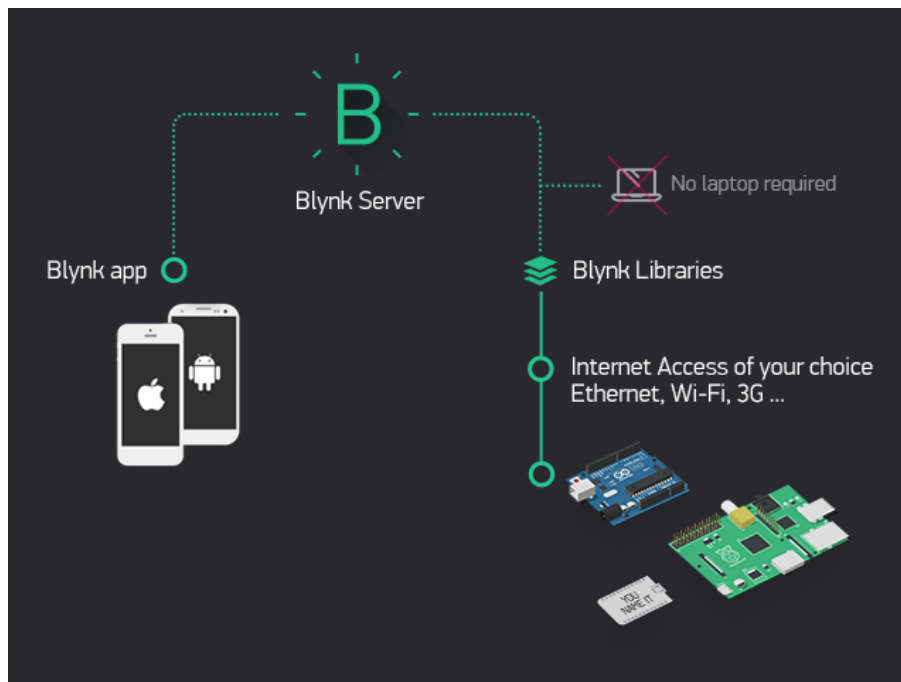 B
Blynk Server
No laptop required
Blynk app
Blynk Libraries
Internet Access of your choice
Ethernet, Wi-Fi, 3G ...
YOU
NAME IT